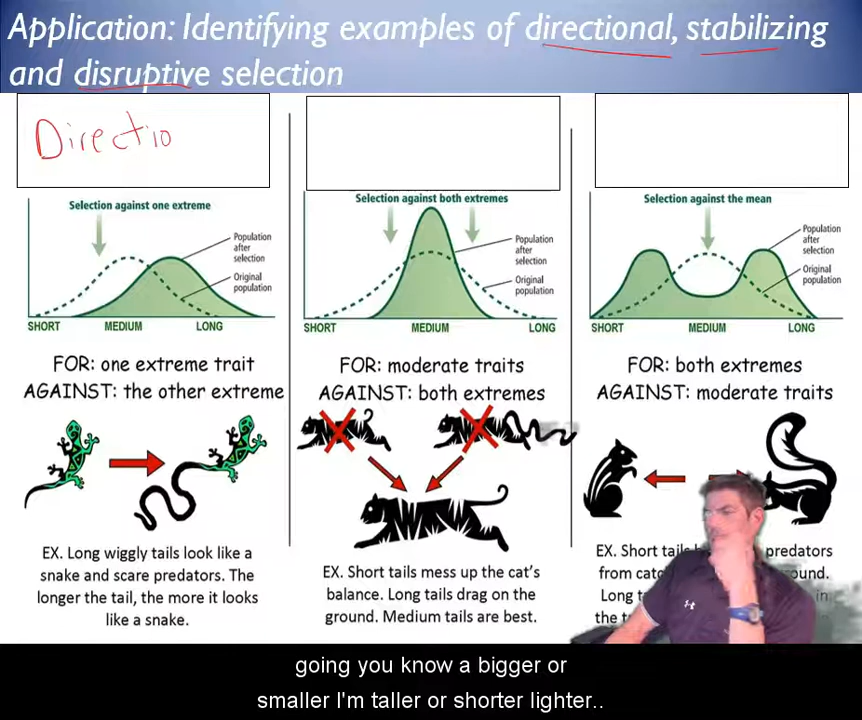 Application: Identifying examples of directional, stabilizing
and disruptive selection
Directio
Selection against one extreme
Population
after
selection
Original
population
SHORT MEDIUM LONG
FOR: one extreme trait
AGAINST: the other extreme
EX. Long wiggly tails look like a
snake and scare predators. The
longer the tail, the more it looks
like a snake.
Selection against both extremes
Population
after
selection
Original
population
SHORT MEDIUM LONG
FOR: moderate traits
AGAINST: both extremes
EX. Short tails mess up the cat's
balance. Long tails drag on the
ground. Medium tails are best.
Selection against the mean
Population
after
selection
Original
population
SHORT MEDIUM LONG
FOR: both extremes
AGAINST: moderate traits
EX. Short predators
from
Long in
the
going you know a bigger or
smaller I'm taller or shorter lighter..